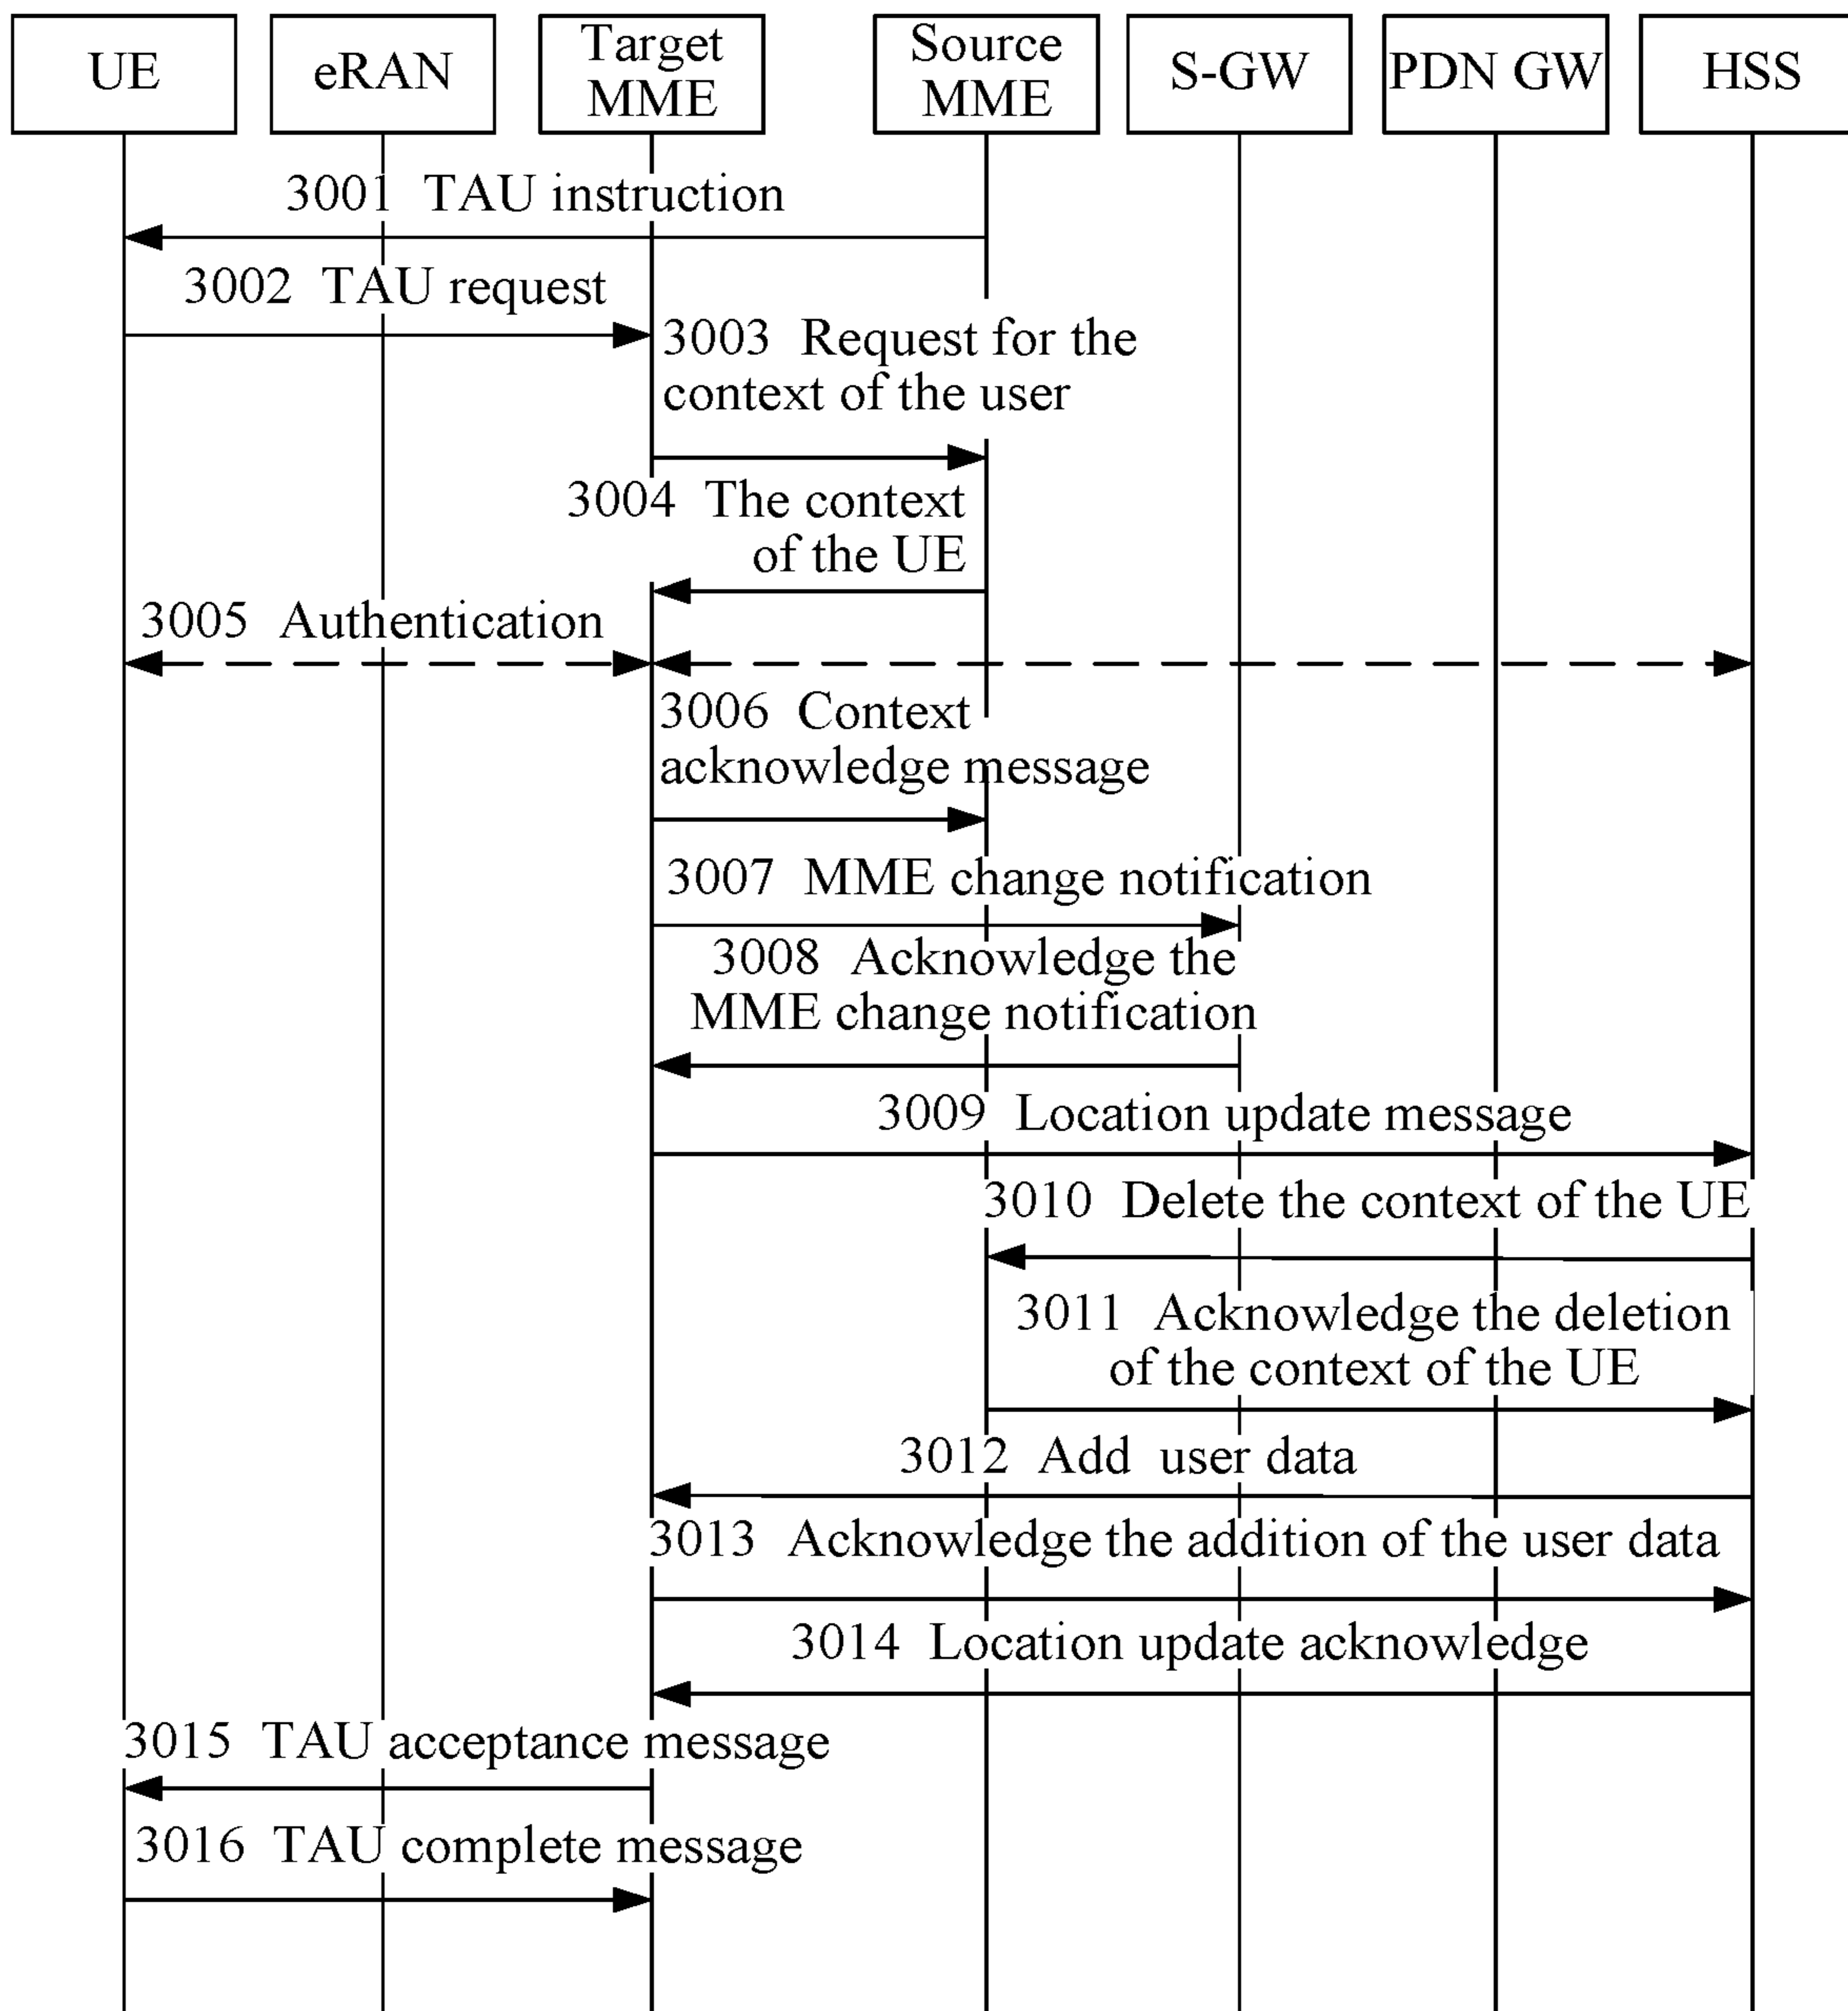 UE
eRAN
Target
MME
Source
MME
S-GW
PDN GW
HSS
3001 TAU instruction
3002 TAU request
3003 Request for the
context of the user
3004 The context
of the UE
3005 Authentication
3006 Context
acknowledge message
3007 MME change notification
3008 Acknowledge the
MME change notification
3009 Location update message
3010 Delete the context of the UE
3011 Acknowledge the deletion
of the context of the UE
3012 Add user data
3013 Acknowledge the addition of the user data
3014 Location update acknowledge
3015 TAU acceptance message
3016 TAU complete message